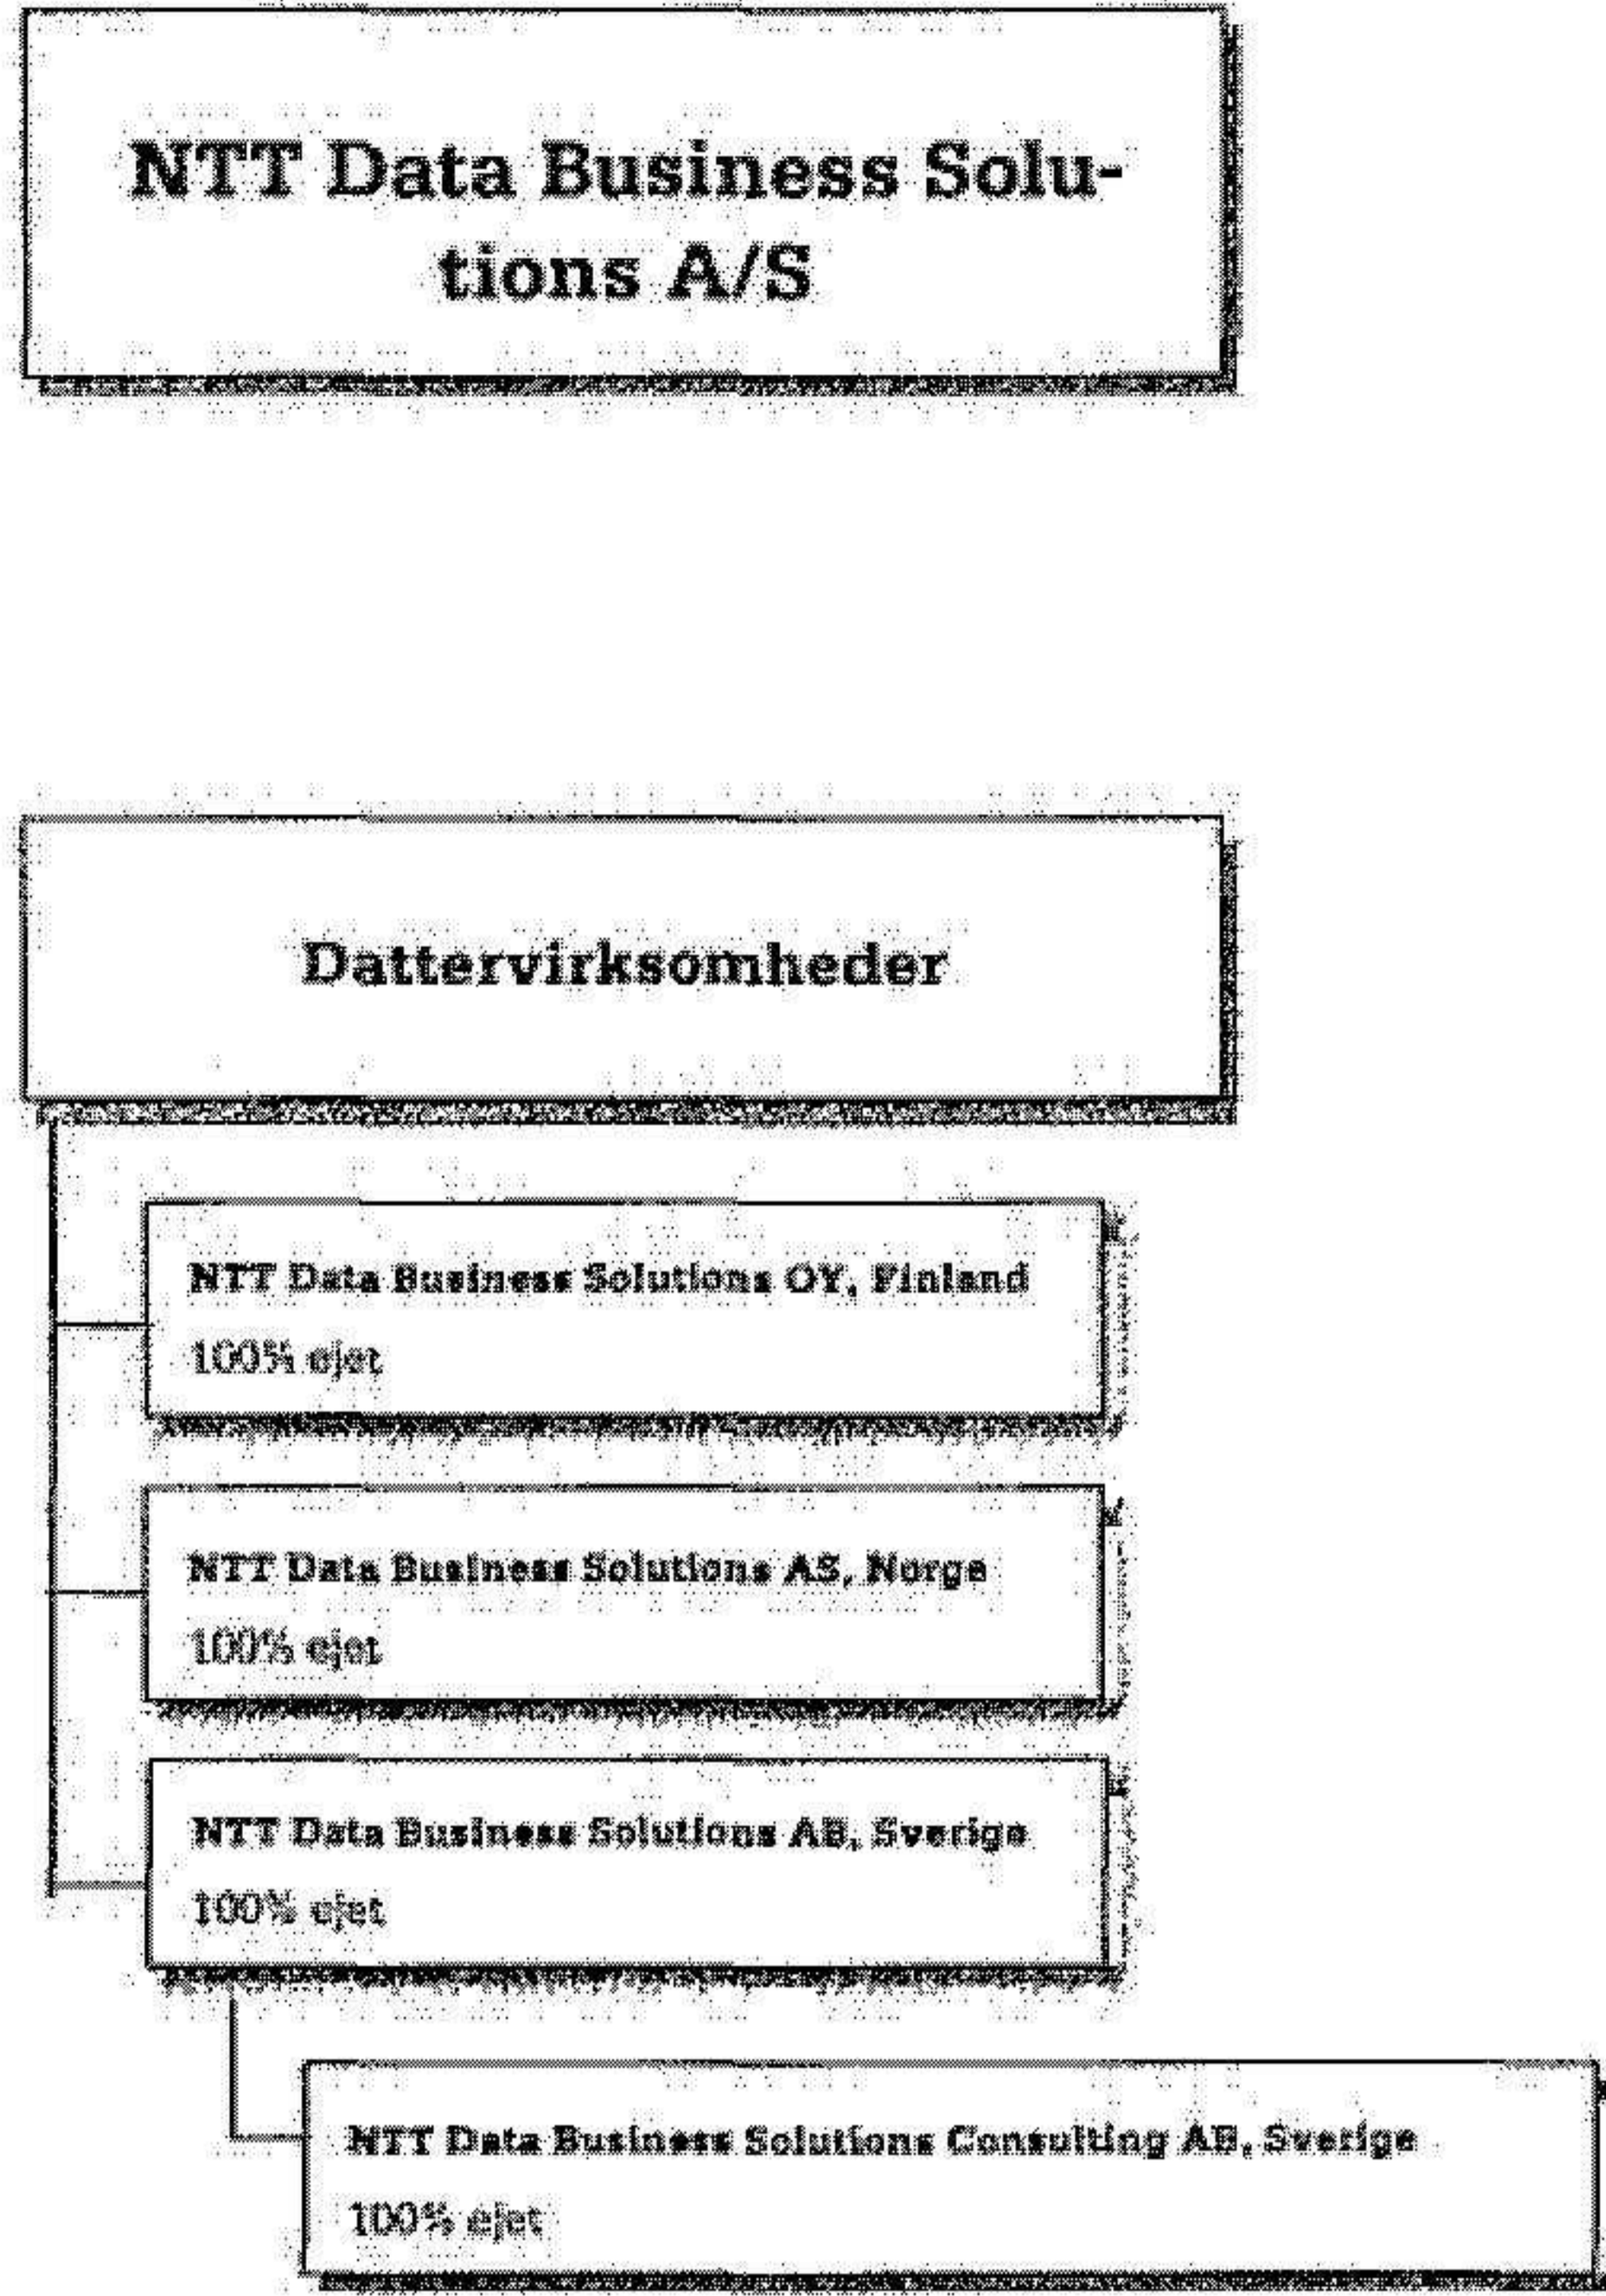 NTT Data Business Solu-
tions A/S
Dattervirksomheder
NTT Data Business Solutions OY, Finland
100% ejet
NTT Data Business Solutions AS, Norge
100% ejet
NTT Data Business Solutions AB, Sverige
100% ejet
NTT Data Business Solutions Consulting AB, Sverige
100% ejet